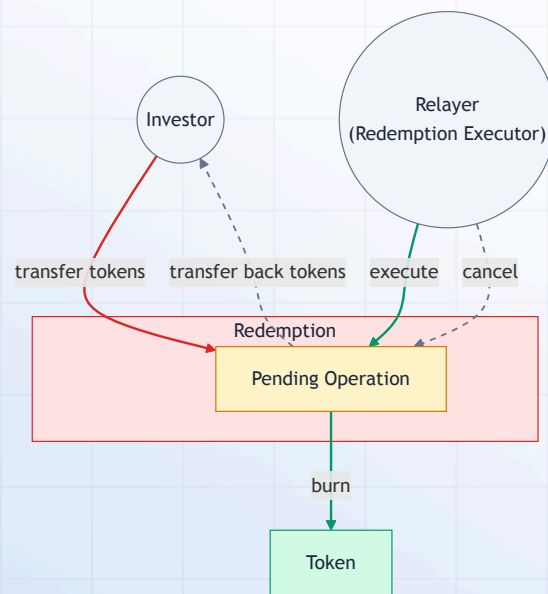 Investor
Relayer
(Redemption Executor)
transfer tokens
transfer back tokens
execute
cancel
Redemption
Pending Operation
burn
Token